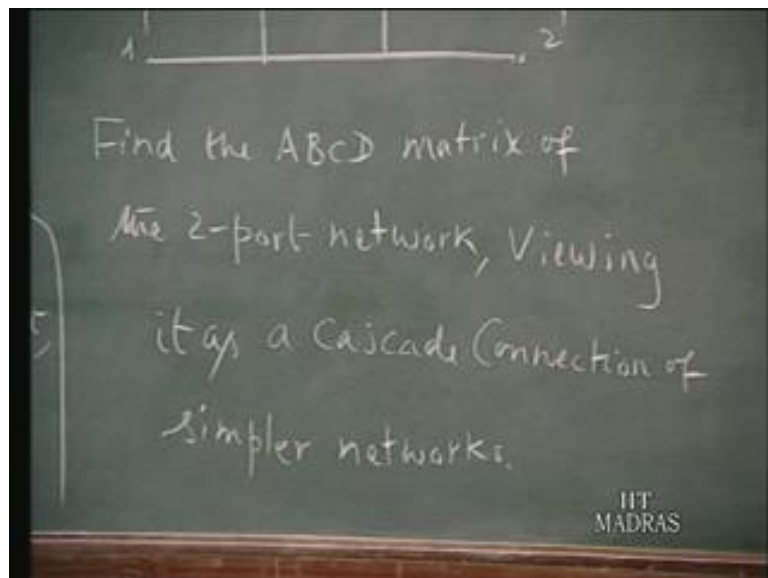 1 2
Find the ABCD matrix of
the 2-port network, Viewing
it as a Cascade Connection of
simpler networks.
IIT
MADRAS